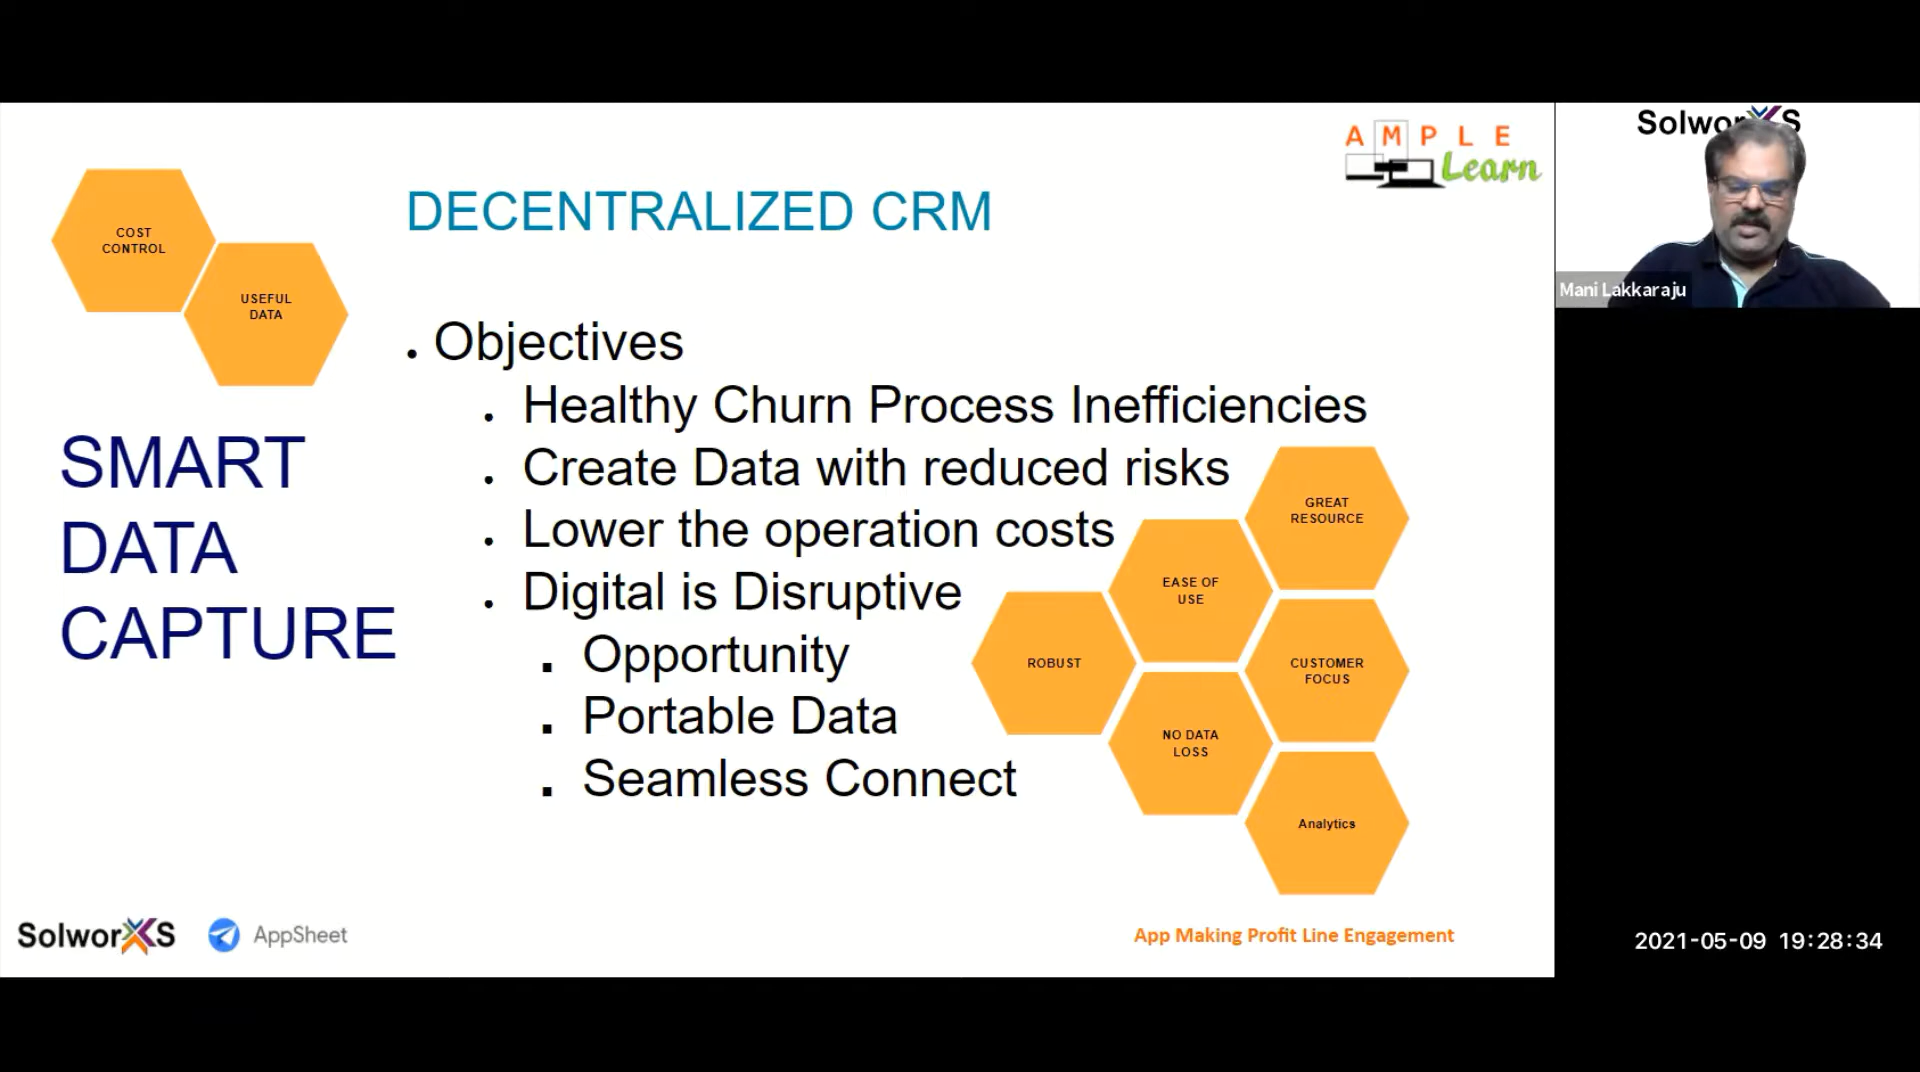 AMPLE
Learn
SolworXS
COST
CONTROL
USEFUL
DATA
DECENTRALIZED CRM
SMART
DATA
CAPTURE
. Objectives
. Healthy Churn Process Inefficiencies
. Create Data with reduced risks
. Lower the operation costs
. Digital is Disruptive
. Opportunity
. Portable Data
. Seamless Connect
GREAT
RESOURCE
EASE OF
USE
ROBUST
CUSTOMER
FOCUS
NO DATA
LOSS
Analytics
Mani Lakkaraju
SolworXS
AppSheet
App Making Profit Line Engagement
2021-05-09 19:28:34